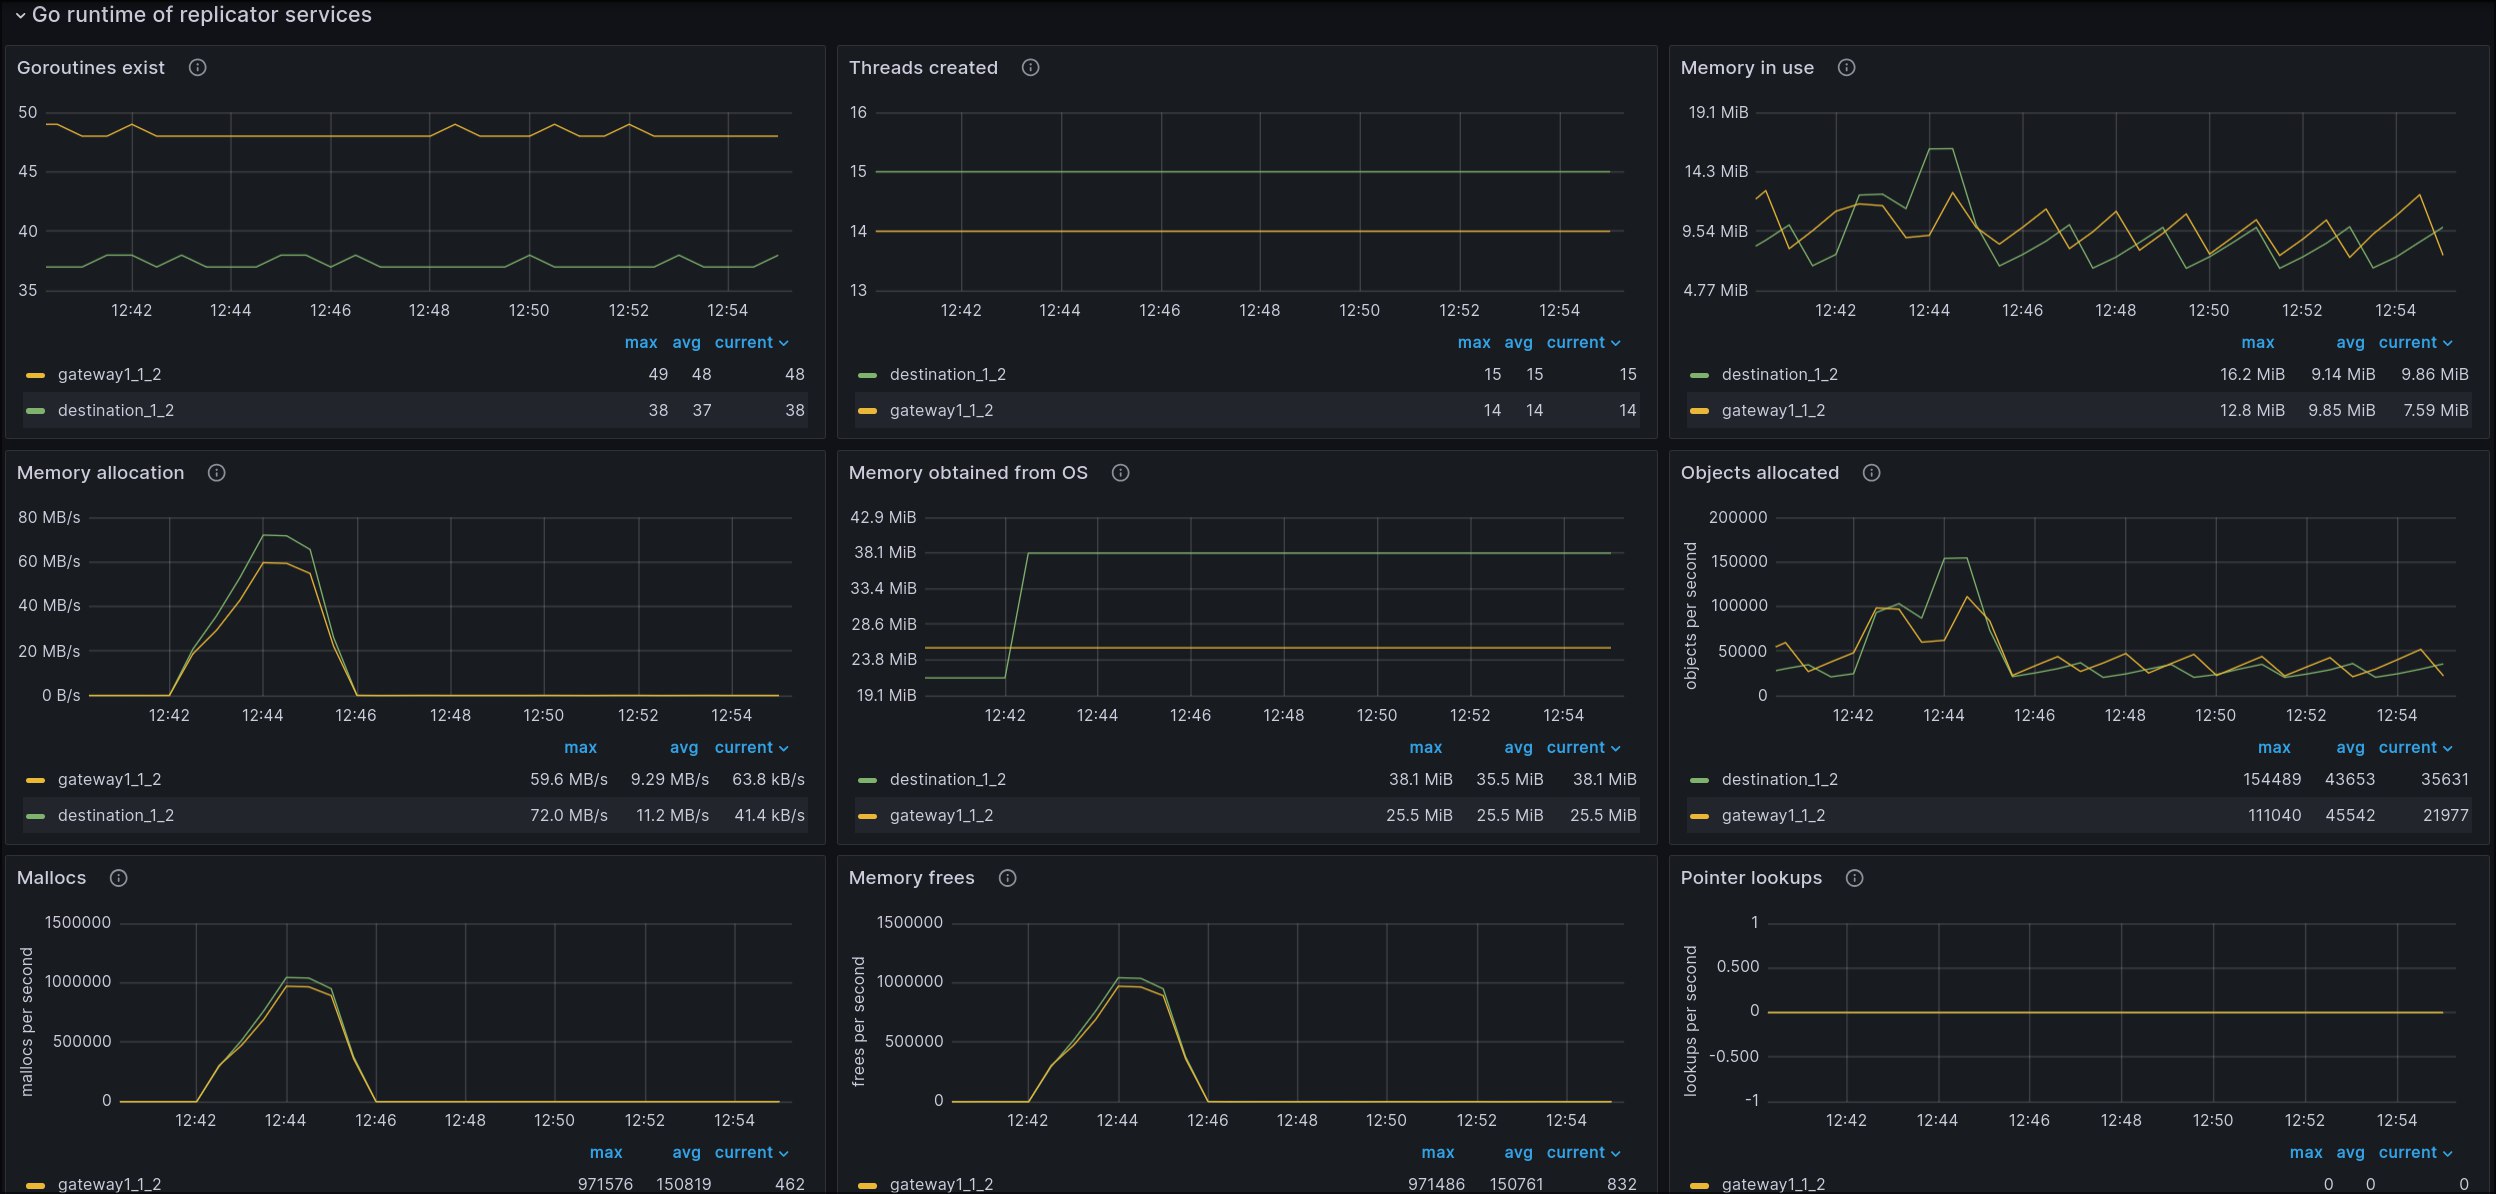 Go runtime of replicator services
Goroutines exist
50
45
40
35
12:42 12:44 12:46 12:48 12:50 12:52 12:54
max avg current
gateway1_1_2 49 48 48
destination_1_2 38 37 38
Threads created
16
15
14
13
12:42 12:44 12:46 12:48 12:50 12:52 12:54
max avg current
destination_1_2 15 15 15
gateway1_1_2 14 14 14
Memory in use
19.1 MiB
14.3 MiB
9.54 MiB
4.77 MiB
12:42 12:44 12:46 12:48 12:50 12:52 12:54
max avg current
destination_1_2 16.2 MiB 9.14 MiB 9.86 MiB
gateway1_1_2 12.8 MiB 9.85 MiB 7.59 MiB
Memory allocation
80 MB/s
60 MB/s
40 MB/s
20 MB/s
0 B/s
12:42 12:44 12:46 12:48 12:50 12:52 12:54
max avg current
gateway1_1_2 59.6 MB/s 9.29 MB/s 63.8 kB/s
destination_1_2 72.0 MB/s 11.2 MB/s 41.4 kB/s
Memory obtained from OS
42.9 MiB
38.1 MiB
33.4 MiB
28.6 MiB
23.8 MiB
19.1 MiB
12:42 12:44 12:46 12:48 12:50 12:52 12:54
max avg current
destination_1_2 38.1 MiB 35.5 MiB 38.1 MiB
gateway1_1_2 25.5 MiB 25.5 MiB 25.5 MiB
Objects allocated
objects per second
200000
150000
100000
50000
0
12:42 12:44 12:46 12:48 12:50 12:52 12:54
max avg current
destination_1_2 154489 43653 35631
gateway1_1_2 111040 45542 21977
Mallocs
mallocs per second
1500000
1000000
500000
0
12:42 12:44 12:46 12:48 12:50 12:52 12:54
max avg current
gateway1_1_2 971576 150819 462
Memory frees
frees per second
1500000
1000000
500000
0
12:42 12:44 12:46 12:48 12:50 12:52 12:54
max avg current
gateway1_1_2 971486 150761 832
Pointer lookups
lookups per second
1
0.500
0
-0.500
-1
12:42 12:44 12:46 12:48 12:50 12:52 12:54
max avg current
gateway1_1_2 0 0 0